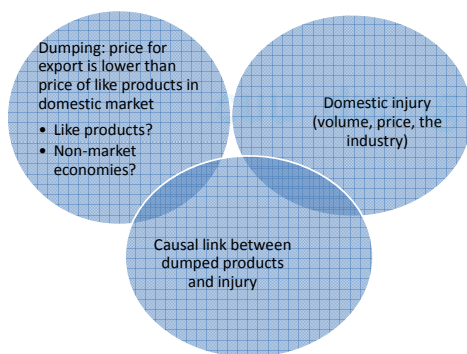 Dumping: price for
export is lower than
price of like products in
domestic market
• Like products?
• Non-market
economies?
Domestic injury
(volume, price, the
industry)
Causal link between
dumped products
and injury